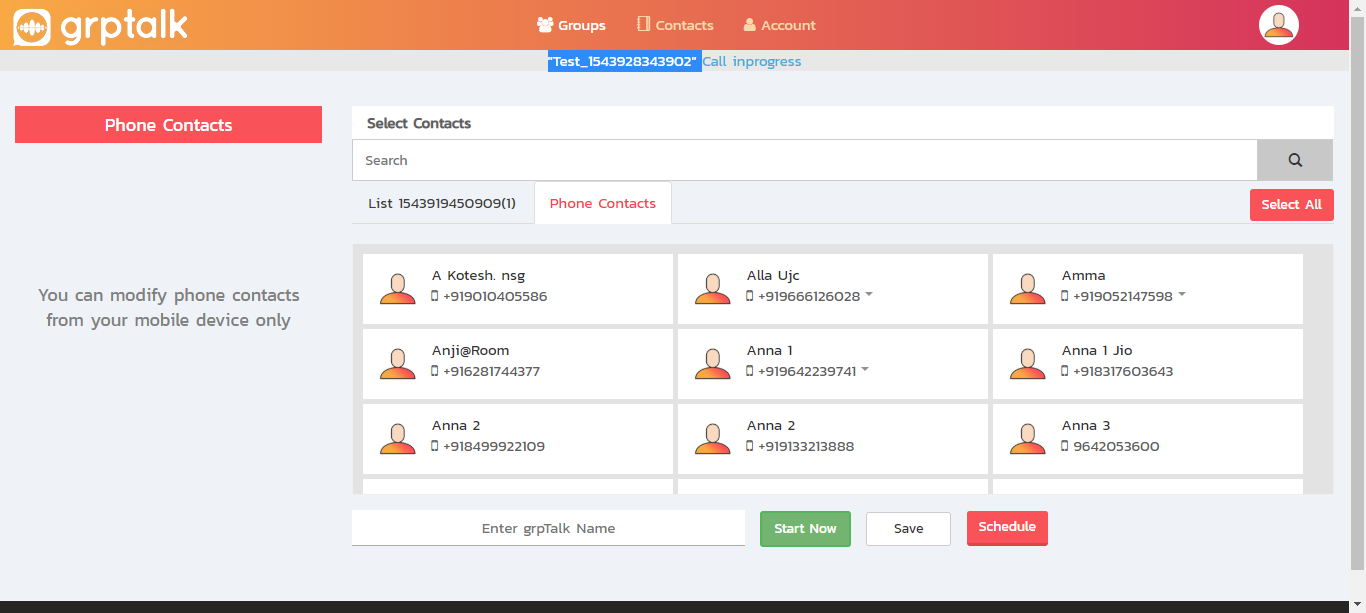 grptalk
Groups Contacts Account
"Test_1543928343902" Call inprogress
Phone Contacts
Select Contacts
Search
List 1543919450909(1) Phone Contacts Select All
A Kotesh. nsg Alla Ujc Amma
+919010405586 +919666126028 +919052147598
Anji@Room Anna 1 Anna 1 Jio
+916281744377 +919642239741 +918317603643
Anna 2 Anna 2 Anna 3
+918499922109 +919133213888 9642053600
You can modify phone contacts
from your mobile device only
Enter grpTalk Name Start Now Save Schedule